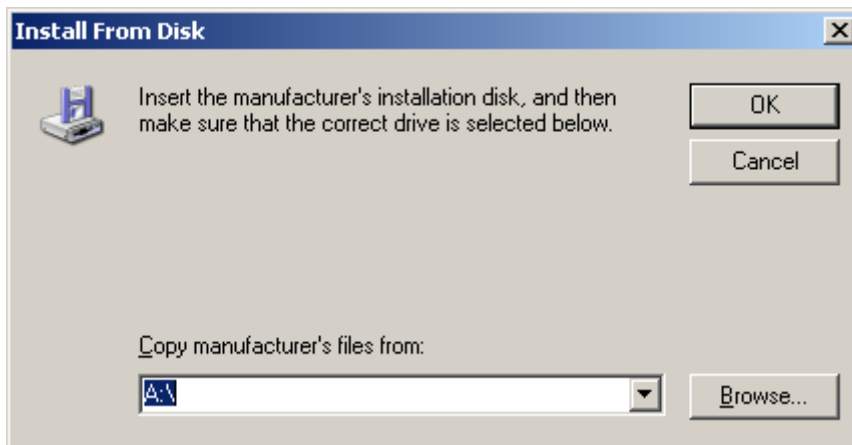 Install From Disk
Insert the manufacturer's installation disk, and then
make sure that the correct drive is selected below.
OK
Cancel
Copy manufacturer's files from:
A:\
Browse...